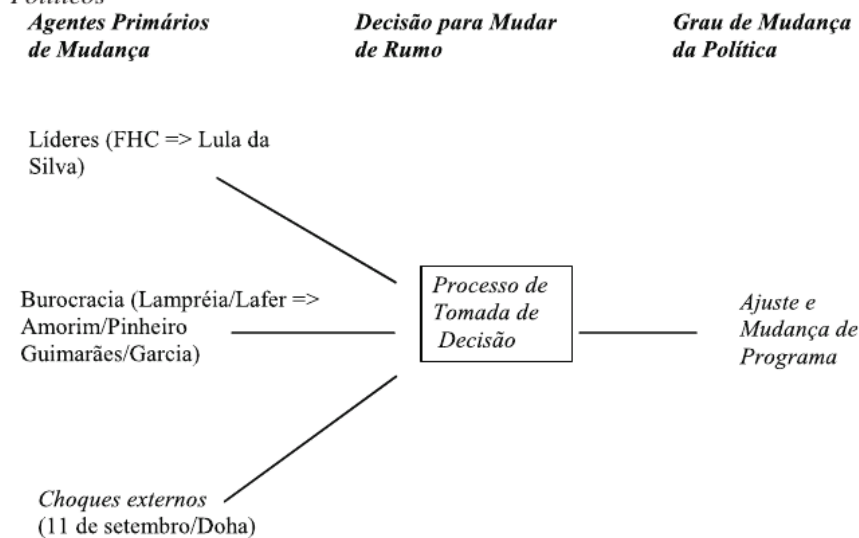 Políticos
Agentes Primários
de Mudança
Decisão para Mudar
de Rumo
Grau de Mudança
da Política
Líderes (FHC => Lula da
Silva)
Burocracia (Lampréia/Lafer =>
Amorim/Pinheiro
Guimarães/Garcia)
Processo de
Tomada de
Decisão
Ajuste e
Mudança de
Programa
Choques externos
(11 de setembro/Doha)